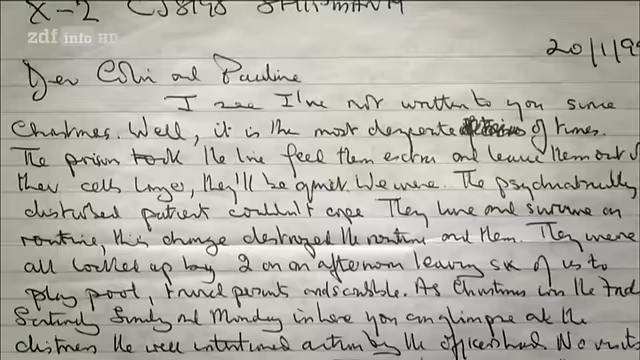 zdf info HD
X-2
20/1/9
Dear Colin and Pauline
I see I've not written to you since
Christmas. Well, it is the most desperate of times.
The prison took the line feed them extra and leave them out of
their cells longer, they'll be quiet. We were. The psychiatrically
disturbed patient couldn't cope They live and survive on
routine, this change destroyed the routine and them. They were
all locked up by 2 on an afternoon leaving six of us to
play pool, trivial pursuits and scrabble. As Christmas was the 2nd
Saturday Sunday and Monday in here you can glimpse at the
distress the well intentioned action by the officers had. No visits